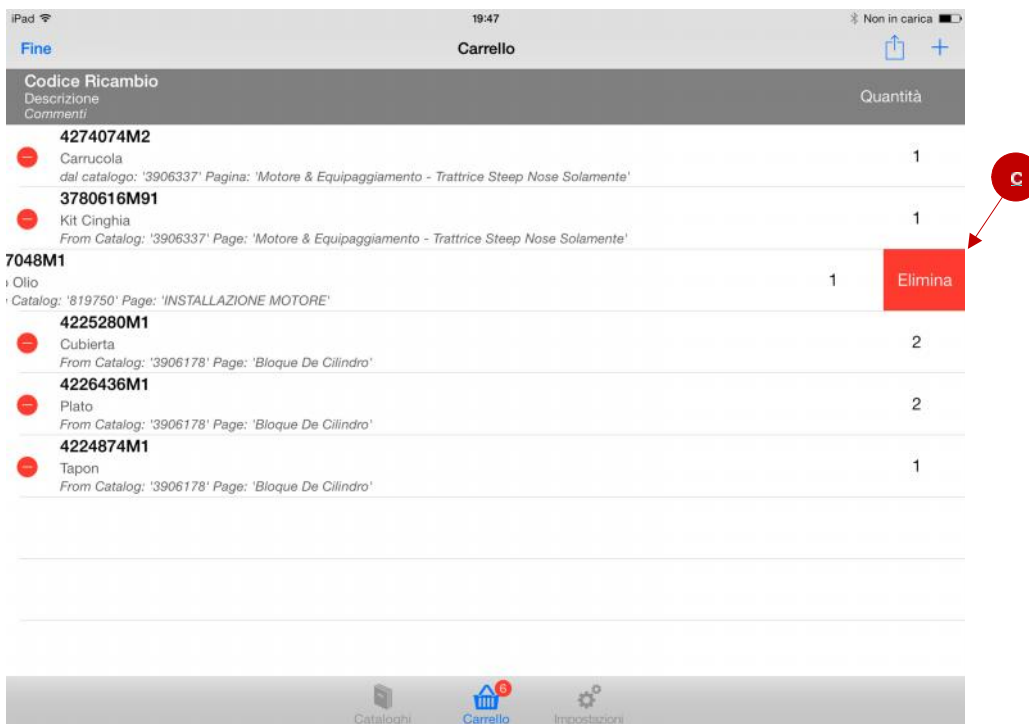 iPad 19:47 Non in carica
Fine Carrello
Codice Ricambio
Descrizione Quantità
Commenti
4274074M2
Carrucola 1
dal catalogo: '3906337' Pagina: 'Motore & Equipaggiamento - Trattrice Steep Nose Solamente'
3780616M91
Kit Cinghia 1
From Catalog: '3906337' Page: 'Motore & Equipaggiamento - Trattrice Steep Nose Solamente'
7048M1
Olio 1 Elimina
Catalog: '819750' Page: 'INSTALLAZIONE MOTORE'
4225280M1
Cubierta 2
From Catalog: '3906178' Page: 'Bloque De Cilindro'
4226436M1
Plato 2
From Catalog: '3906178' Page: 'Bloque De Cilindro'
4224874M1
Tapon 1
From Catalog: '3906178' Page: 'Bloque De Cilindro'
6
Cataloghi Carrello Impostazioni
C